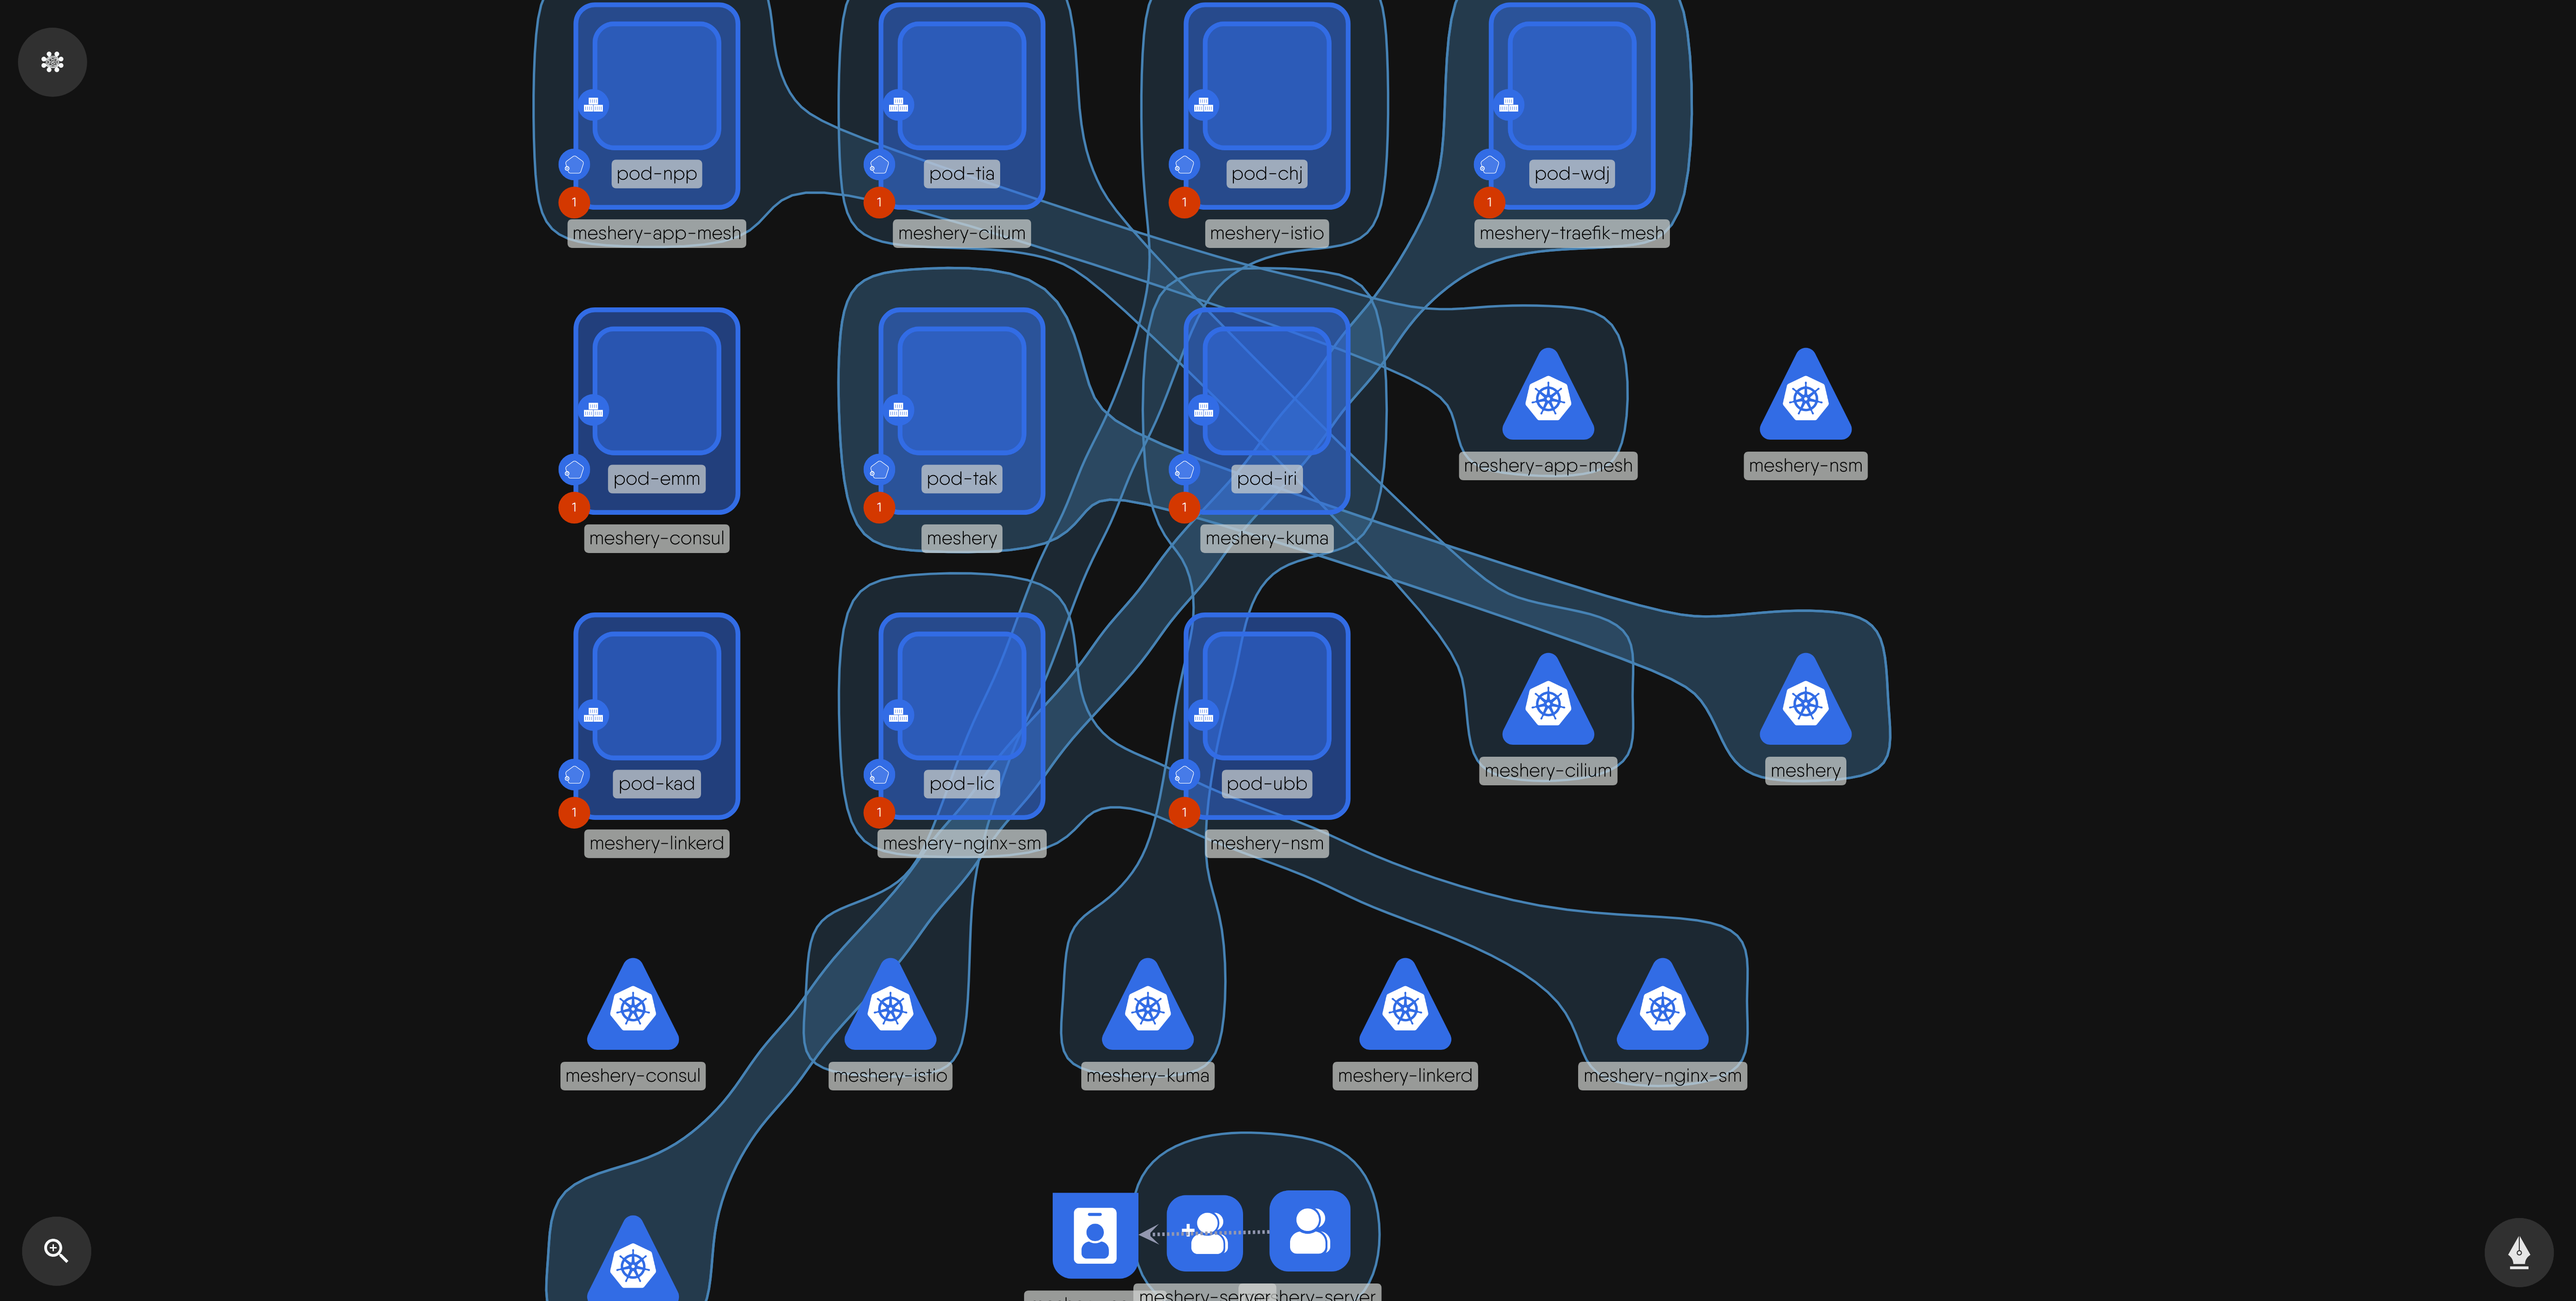 pod-npp
pod-tia
pod-chj
pod-wdj
1
1
1
1
meshery-app-mesh
meshery-cilium
meshery-istio
meshery-traefik-mesh
meshery-app-mesh
meshery-nsm
pod-emm
pod-tak
pod-iri
1
1
1
meshery-consul
meshery
meshery-kuma
meshery-cilium
meshery
pod-kad
pod-lic
pod-ubb
1
1
1
meshery-linkerd
meshery-nginx-sm
meshery-nsm
meshery-consul
meshery-istio
meshery-kuma
meshery-linkerd
meshery-nginx-sm
meshery-server
hery-server